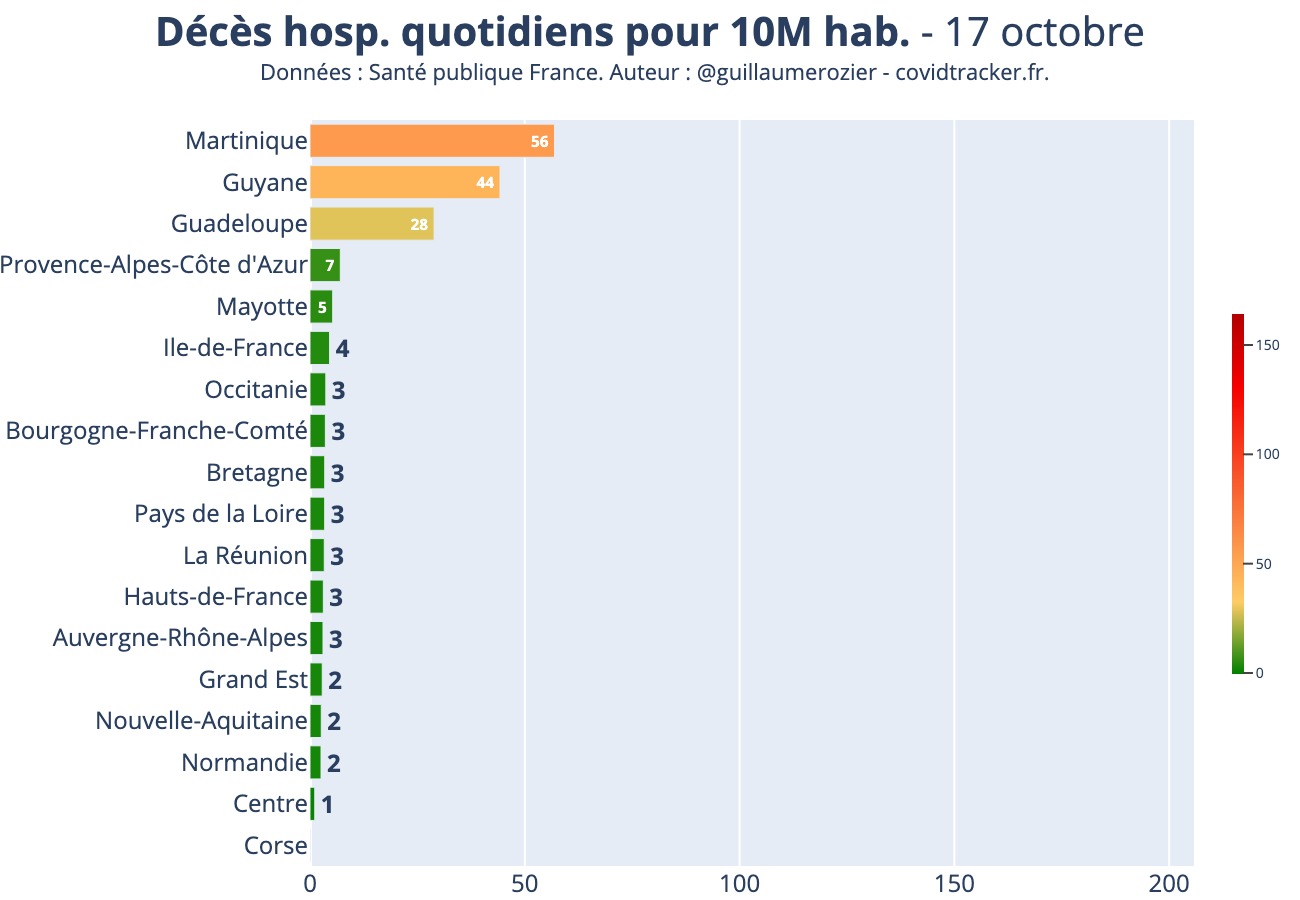 Décès hosp. quotidiens pour 10M hab. - 17 octobre
Données : Santé publique France. Auteur : @guillaumerozier - covidtracker.fr.
Martinique 56
Guyane 44
Guadeloupe 28
Provence-Alpes-Côte d'Azur 7
Mayotte 5
Ile-de-France 4
Occitanie 3
Bourgogne-Franche-Comté 3
Bretagne 3
Pays de la Loire 3
La Réunion 3
Hauts-de-France 3
Auvergne-Rhône-Alpes 3
Grand Est 2
Nouvelle-Aquitaine 2
Normandie 2
Centre 1
Corse
0 50 100 150 200
150
100
50
0